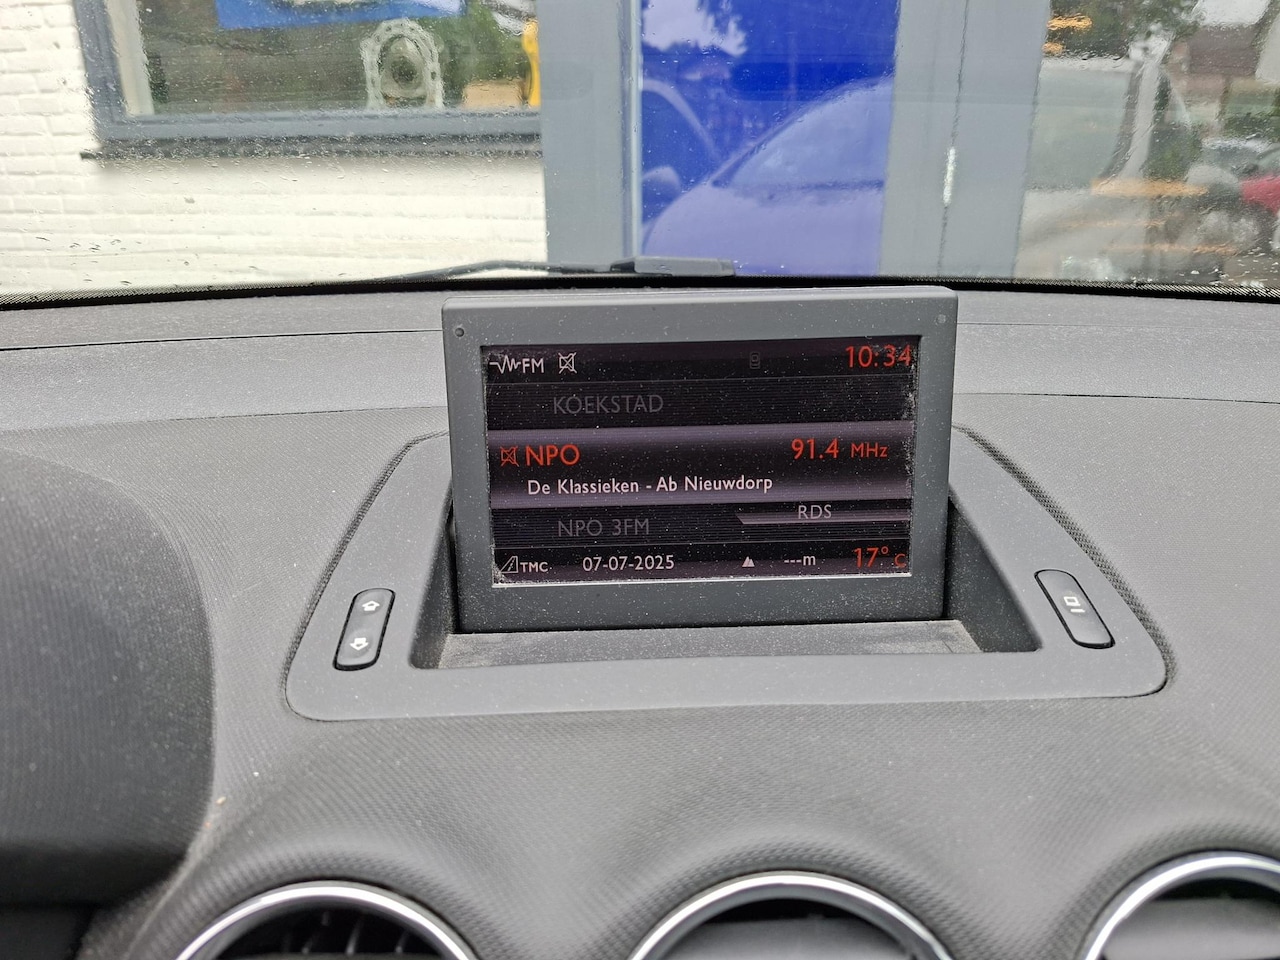 FM 10:34
KOEKSTAD
NPO 91.4 MHz
De Klassieken - Ab Nieuwdorp
RDS
NPO 3FM
TMC 07-07-2025 ---m 17° C